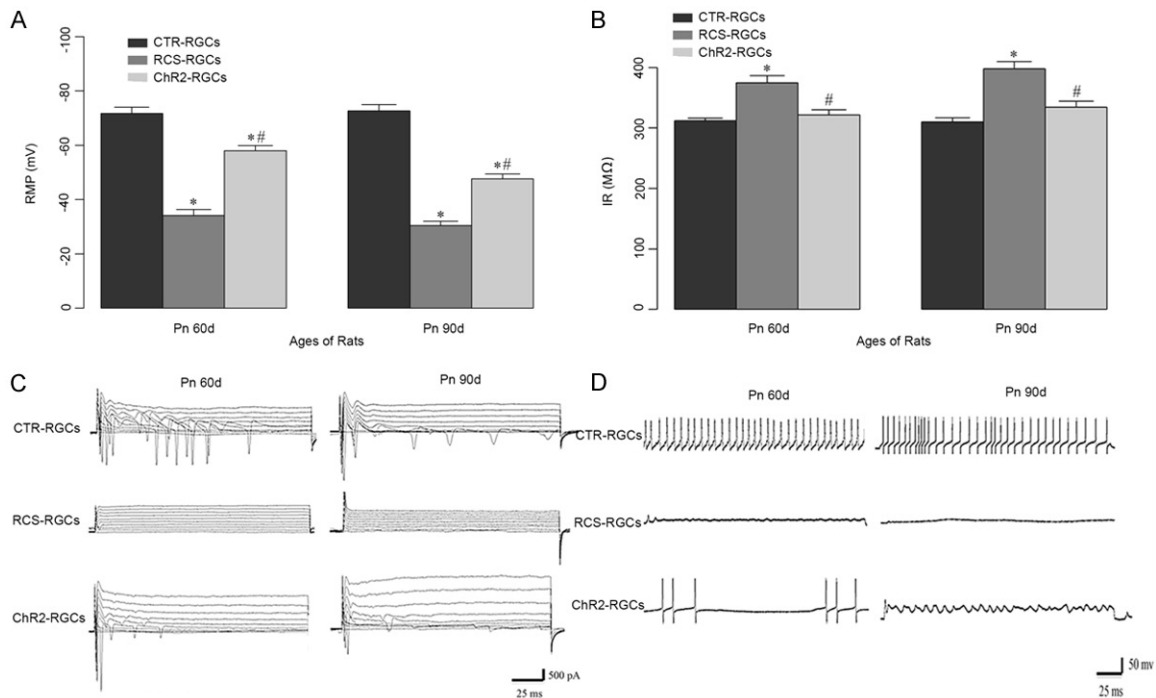 A
CTR-RGCs
RCS-RGCs
ChR2-RGCs
RMP (mV)
-100
-80
-60
-40
-20
0
*
*#
*
*#
Pn 60d
Pn 90d
Ages of Rats
B
CTR-RGCs
RCS-RGCs
ChR2-RGCs
IR (MΩ)
400
300
200
100
0
*
#
*
#
Pn 60d
Pn 90d
Ages of Rats
C
Pn 60d
Pn 90d
CTR-RGCs
RCS-RGCs
ChR2-RGCs
500 pA
25 ms
D
Pn 60d
Pn 90d
CTR-RGCs
RCS-RGCs
ChR2-RGCs
50 mv
25 ms